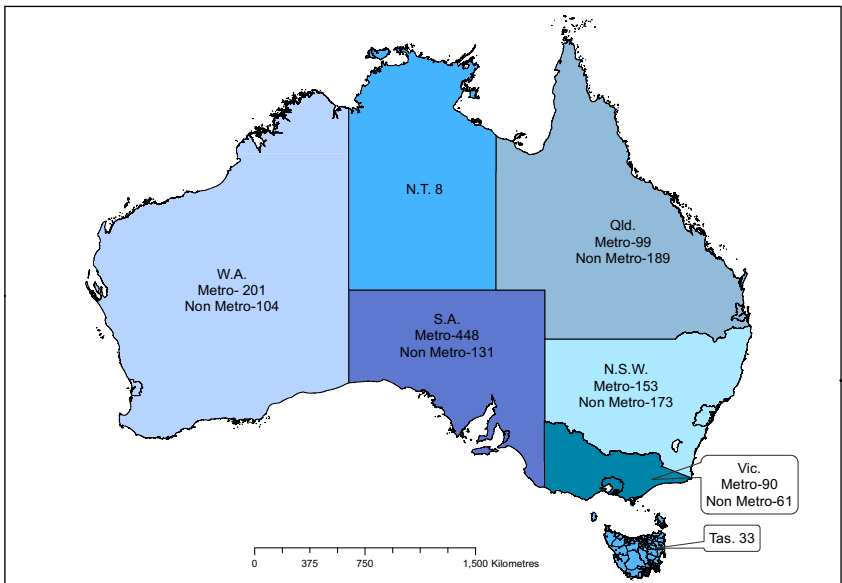 N.T. 8
Qld.
Metro-99
Non Metro-189
W.A.
Metro- 201
Non Metro-104
S.A.
Metro-448
Non Metro-131
N.S.W.
Metro-153
Non Metro-173
Vic.
Metro-90
Non Metro-61
Tas. 33
0 375 750 1,500 Kilometres